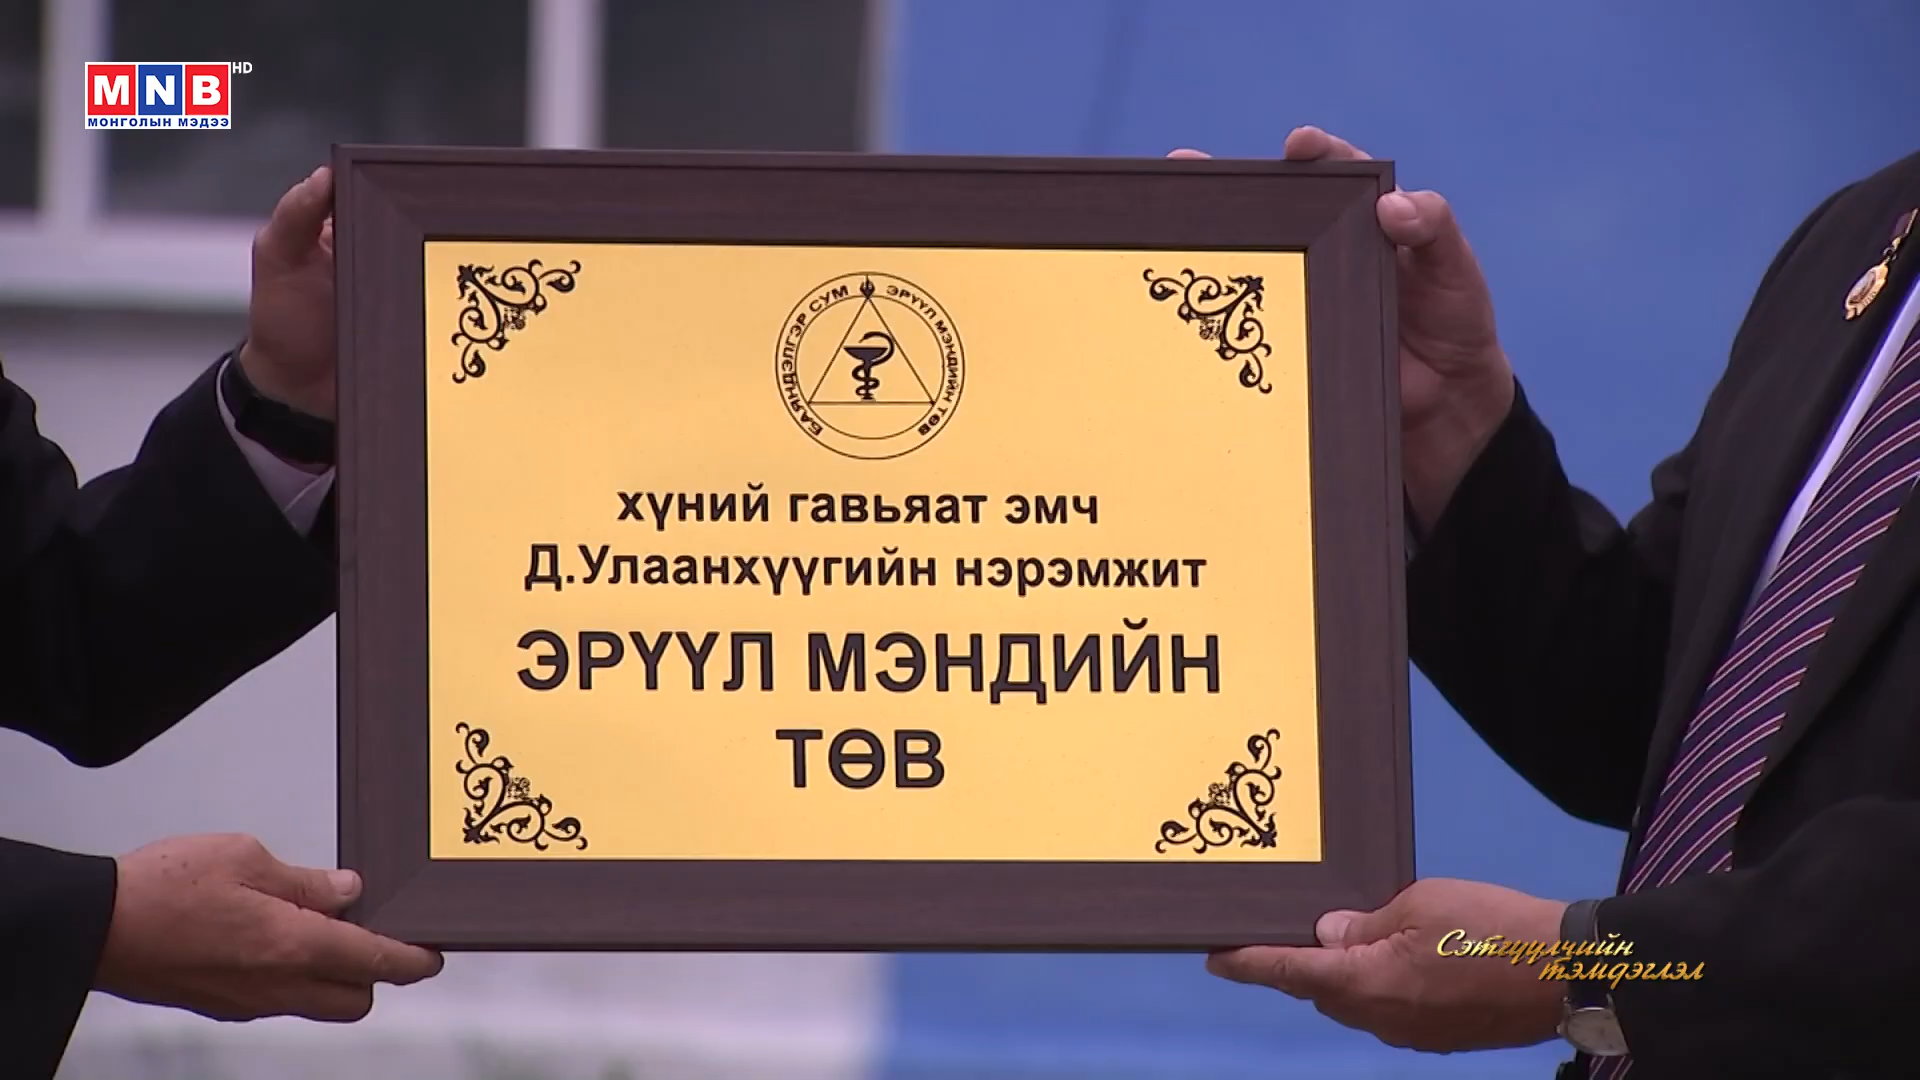 MNB HD
МОНГОЛЫН МЭДЭЭ
БАЯНДЭЛГЭР СУМ ЭРҮҮЛ МЭНДИЙН ТӨВ
хүний гавьяат эмч
Д.Улаанхүүгийн нэрэмжит
ЭРҮҮЛ МЭНДИЙН
ТӨВ
Сэтгүүлчийн
тэмдэглэл